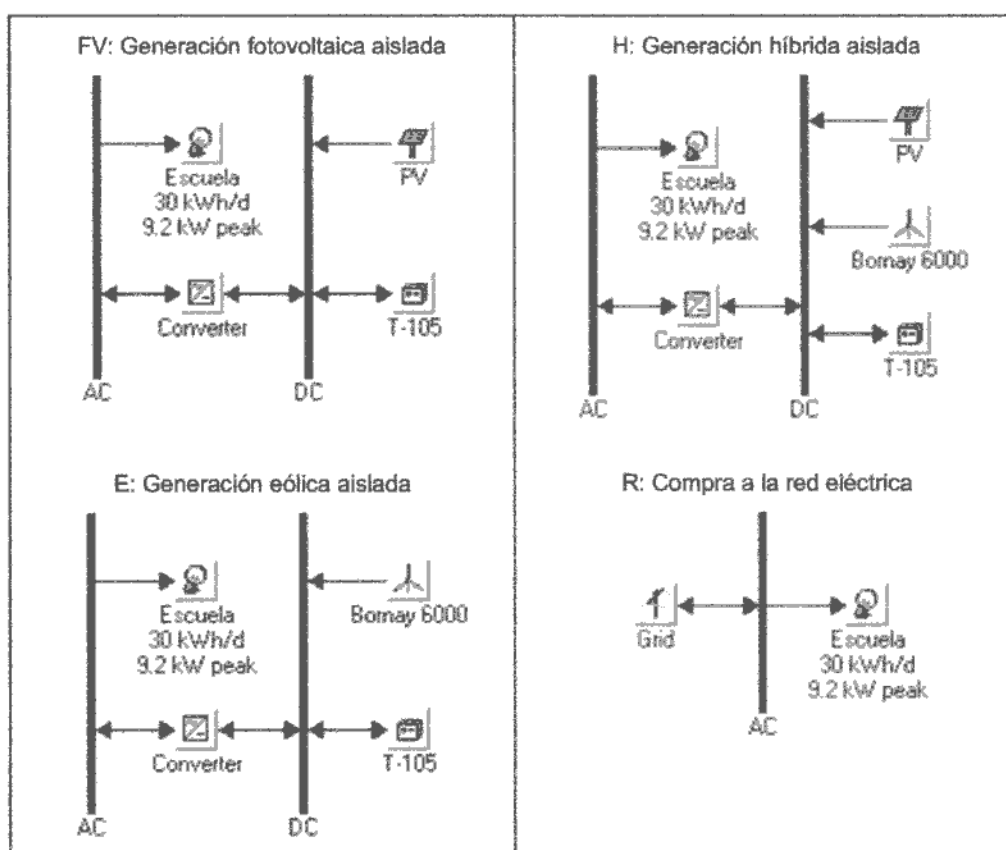 FV: Generación fotovoltaica aislada
Escuela
30 kWh/d
9.2 kW peak
PV
Converter
T-105
AC
DC
H: Generación híbrida aislada
Escuela
30 kWh/d
9.2 kW peak
PV
Bornay 6000
Converter
T-105
AC
DC
E: Generación eólica aislada
Escuela
30 kWh/d
9.2 kW peak
Bornay 6000
Converter
T-105
AC
DC
R: Compra a la red eléctrica
Grid
Escuela
30 kWh/d
9.2 kW peak
AC